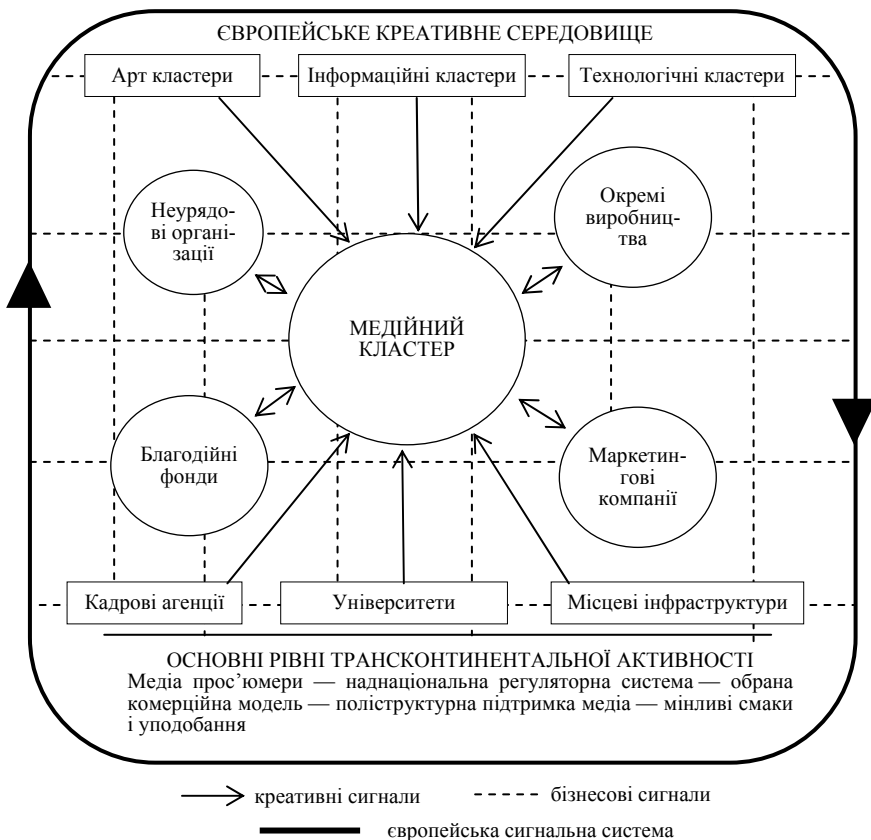 ЄВРОПЕЙСЬКЕ КРЕАТИВНЕ СЕРЕДОВИЩЕ
Арт кластери
Інформаційні кластери
Технологічні кластери
Неурядо-
ві органі-
зації
Окремі
виробниц-
тва
МЕДІЙНИЙ
КЛАСТЕР
Благодійні
фонди
Маркетин-
гові
компанії
Кадрові агенції
Університети
Місцеві інфраструктури
ОСНОВНІ РІВНІ ТРАНСКОНТИНЕНТАЛЬНОЇ АКТИВНОСТІ
Медіа прос’юмери — наднаціональна регуляторна система — обрана
комерційна модель — поліструктурна підтримка медіа — мінливі смаки
і уподобання
креативні сигнали
бізнесові сигнали
європейська сигнальна система